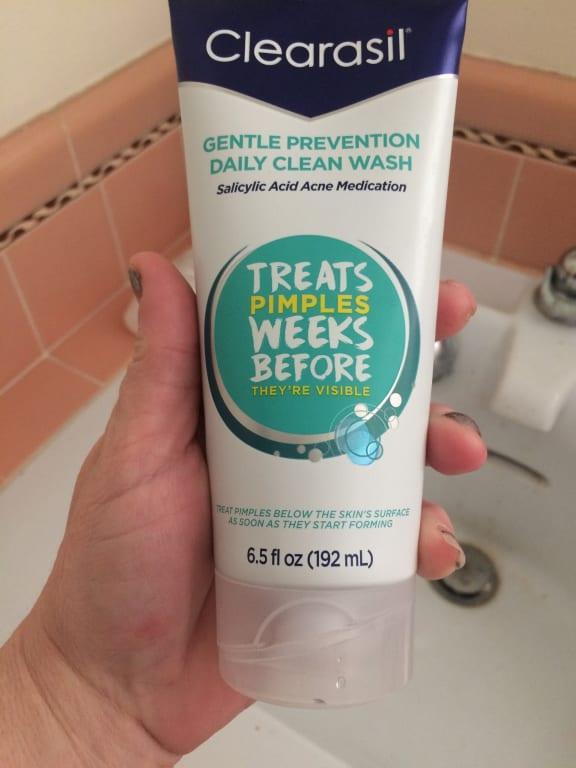 Clearasil®
GENTLE PREVENTION
DAILY CLEAN WASH
Salicylic Acid Acne Medication
TREATS
PIMPLES
WEEKS
BEFORE
THEY'RE VISIBLE
TREAT PIMPLES BELOW THE SKIN'S SURFACE
AS SOON AS THEY START FORMING
6.5 fl oz (192 mL)